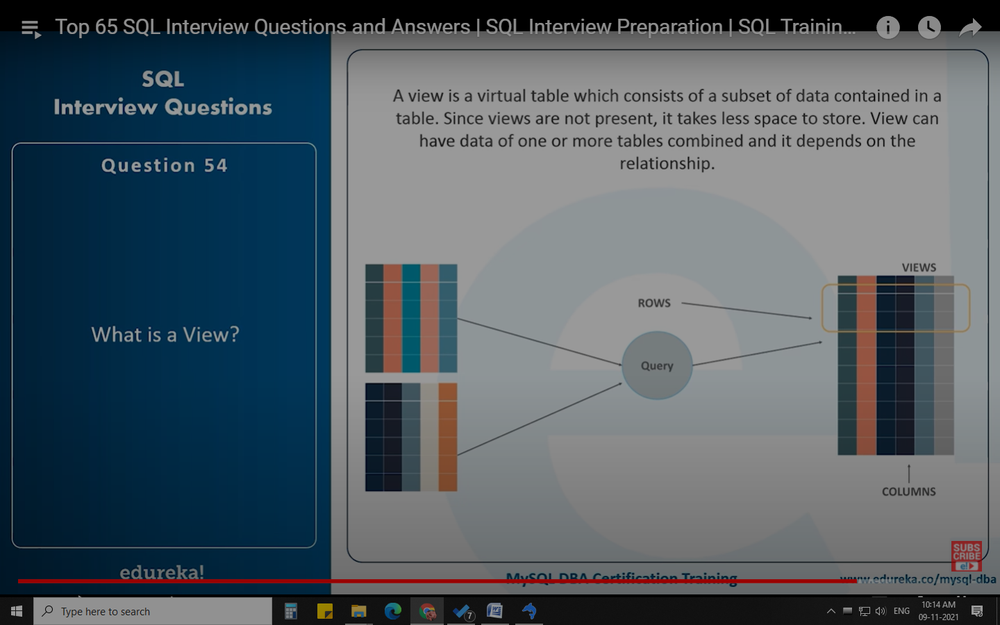 Top 65 SQL Interview Questions and Answers | SQL Interview Preparation | SQL Trainin...
SQL
Interview Questions
Question 54
What is a View?
edureka!
A view is a virtual table which consists of a subset of data contained in a
table. Since views are not present, it takes less space to store. View can
have data of one or more tables combined and it depends on the
relationship.
VIEWS
ROWS
Query
COLUMNS
SUBS
CRIBE
e!
MySQL DBA Certification Training
www.edureka.co/mysql-dba
Type here to search
7
ENG
10:14 AM
09-11-2021